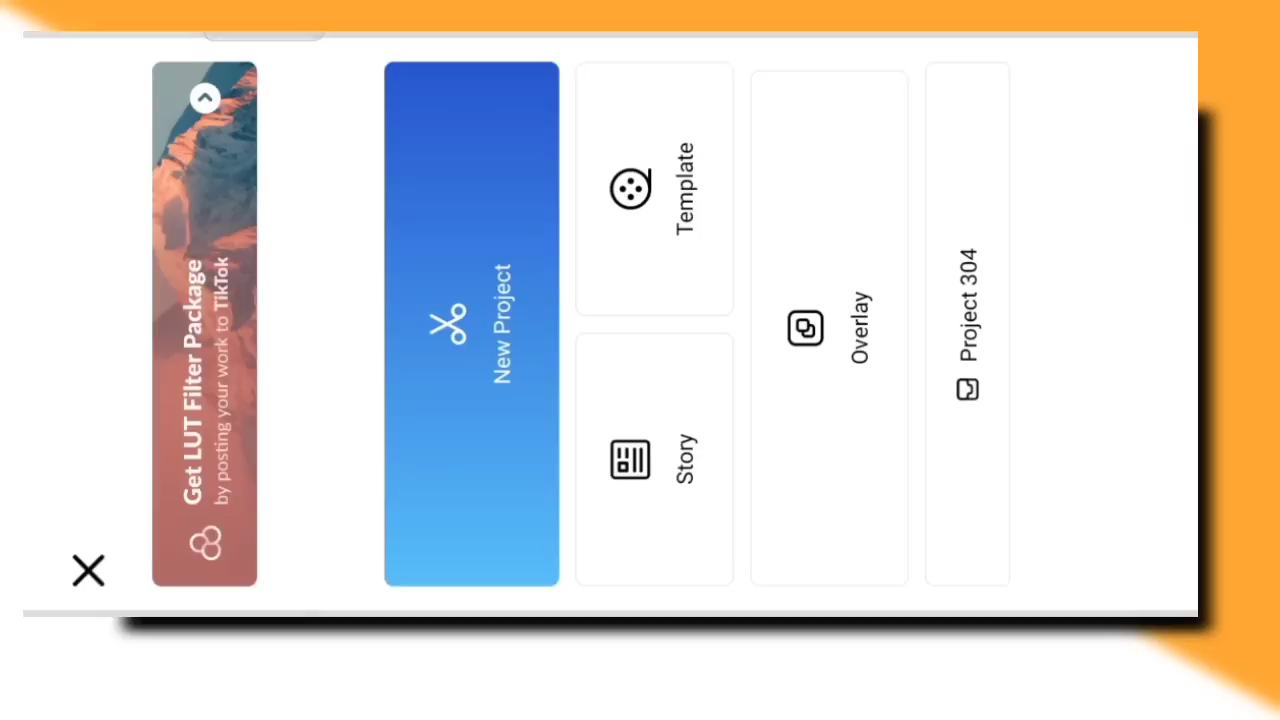 Get LUT Filter Package
by posting your work to TikTok
New Project
Story
Template
Overlay
Project 304